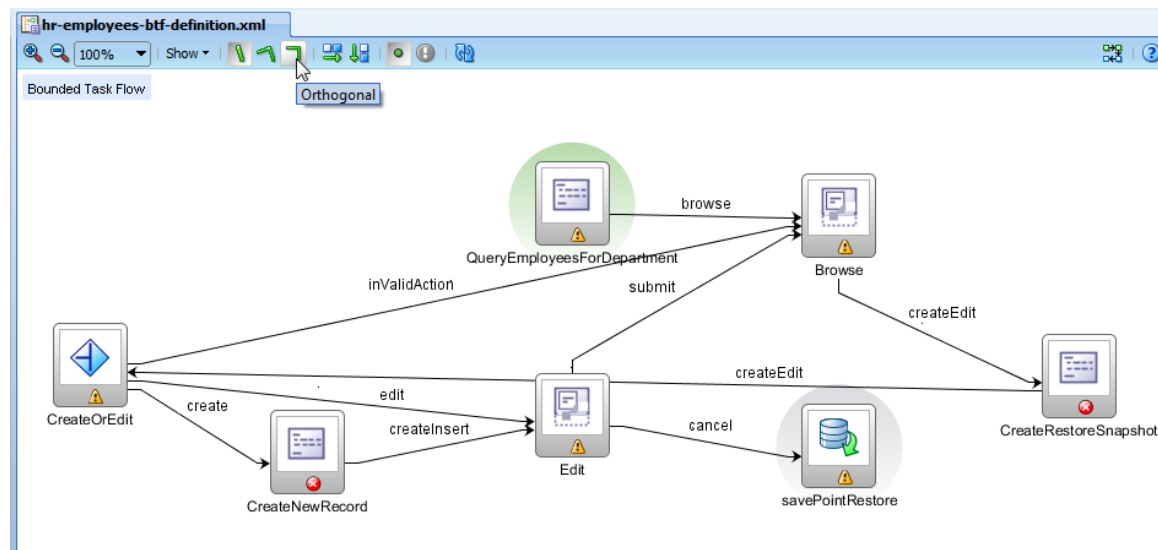 hr-employees-btf-definition.xml
100%
Show
Orthogonal
Bounded Task Flow
browse
QueryEmployeesForDepartment
Browse
inValidAction
submit
createEdit
createEdit
CreateOrEdit
edit
create
createInsert
cancel
CreateRestoreSnapshot
Edit
savePointRestore
CreateNewRecord